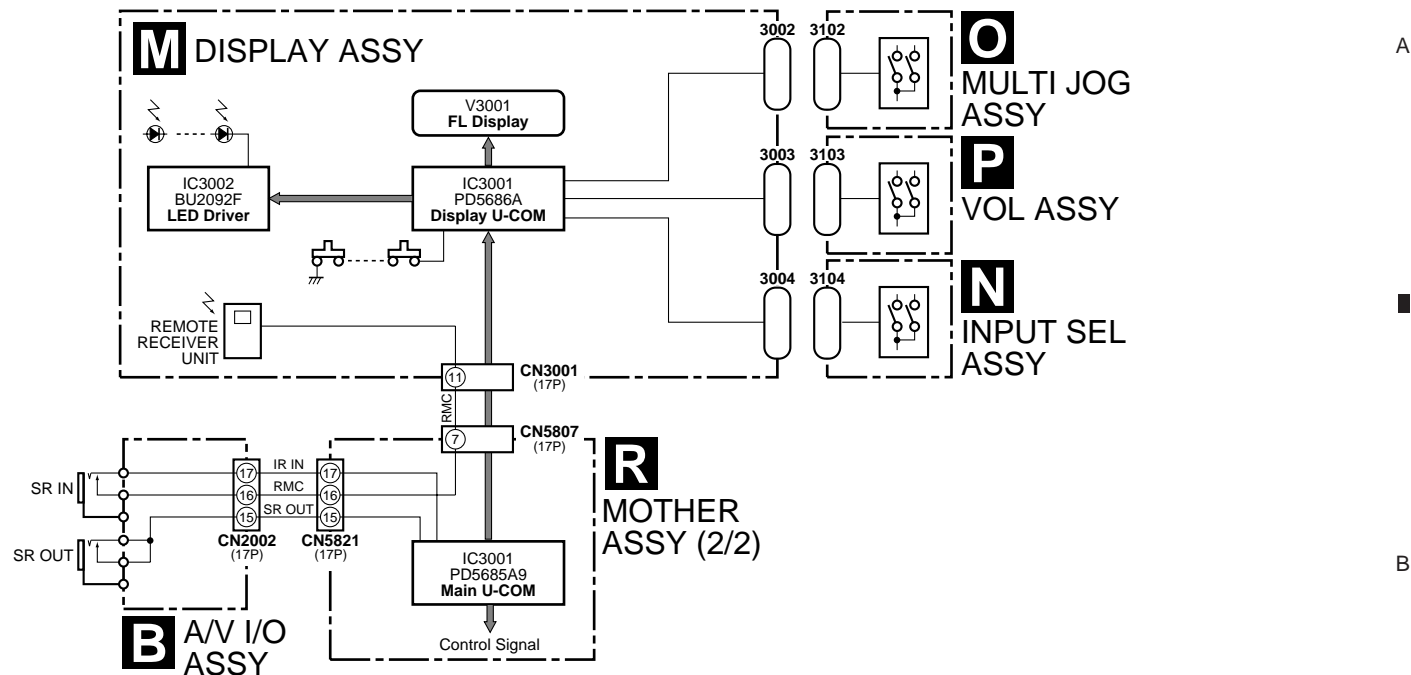 M DISPLAY ASSY
V3001
FL Display
IC3002
BU2092F
LED Driver
IC3001
PD5686A
Display U-COM
REMOTE
RECEIVER
UNIT
3002 3102
3003 3103
3004 3104
O
MULTI JOG
ASSY
P
VOL ASSY
N
INPUT SEL
ASSY
A
11
CN3001
(17P)
RMC
7
CN5807
(17P)
SR IN
SR OUT
17 IR IN 17
16 RMC 16
15 SR OUT 15
CN2002
(17P)
CN5821
(17P)
R
MOTHER
ASSY (2/2)
IC3001
PD5685A9
Main U-COM
Control Signal
B A/V I/O
ASSY
B